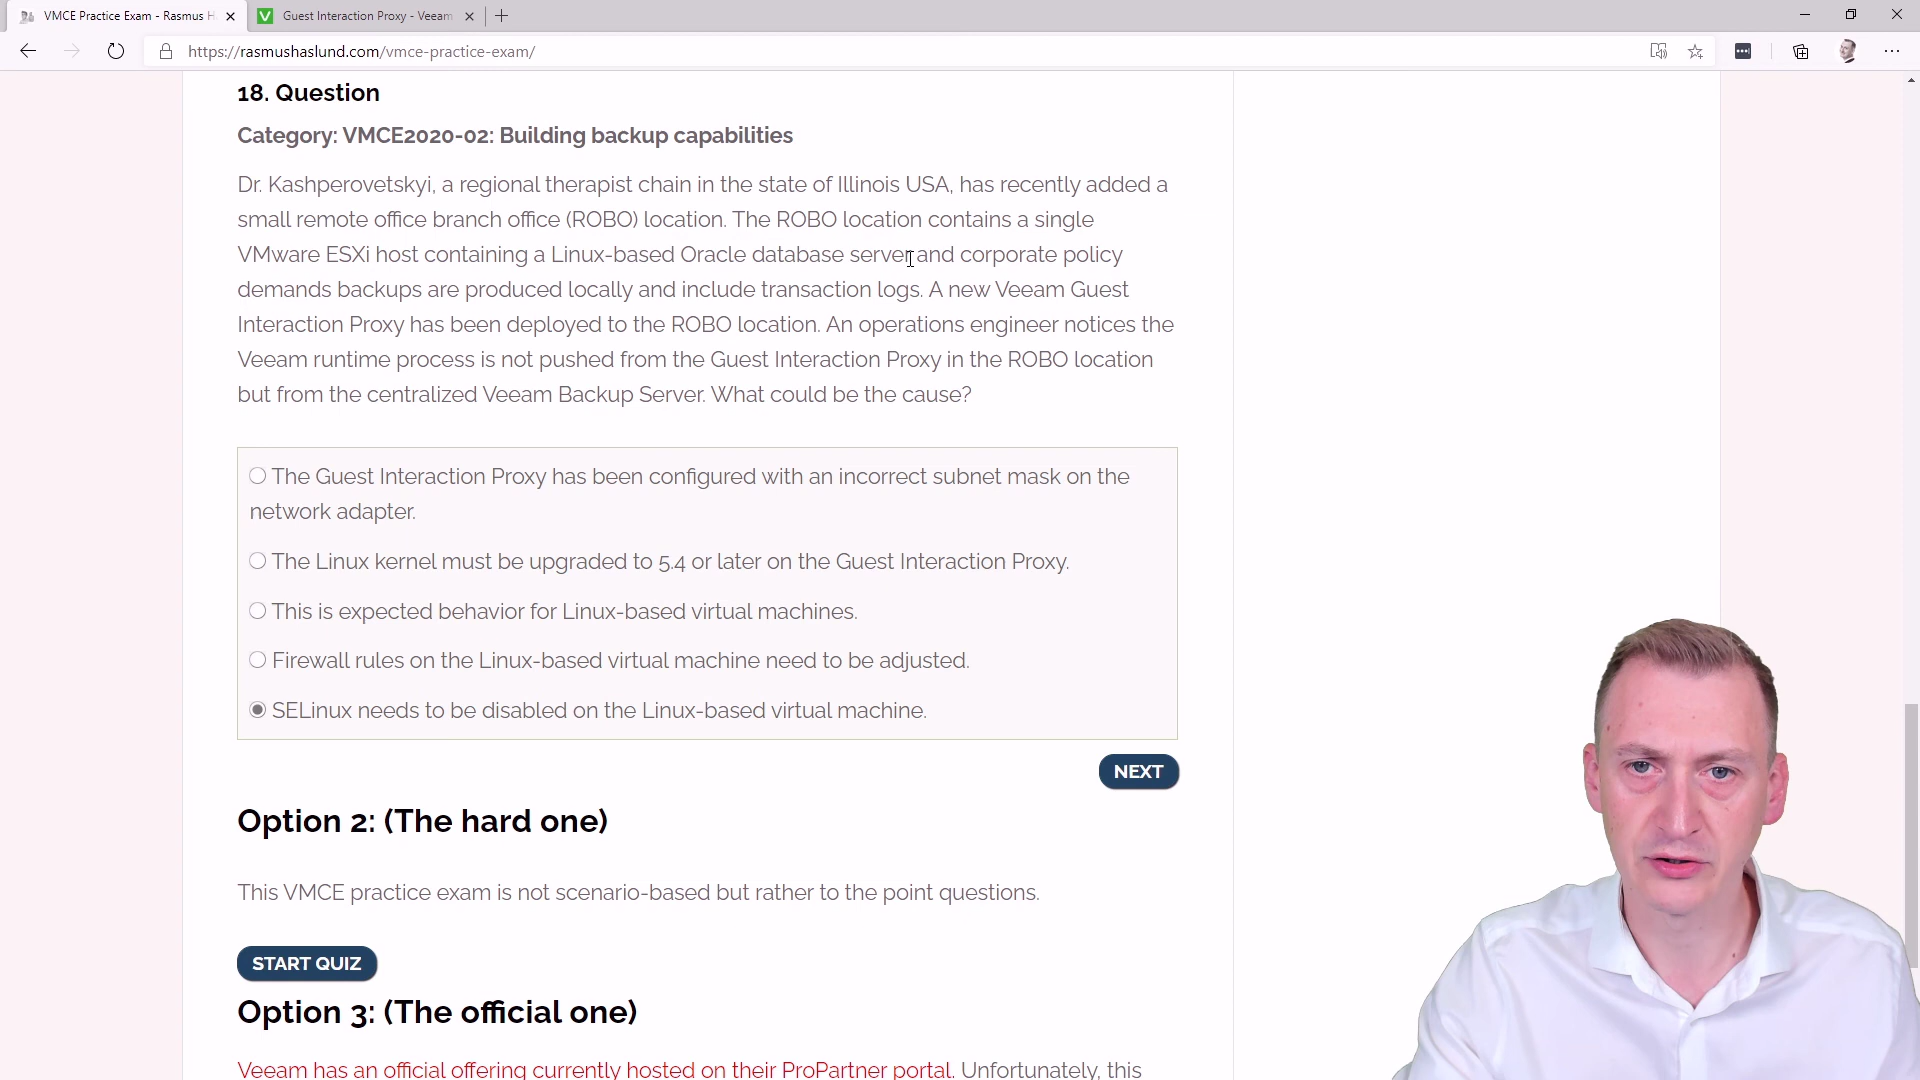 VMCE Practice Exam - Rasmus H
Guest Interaction Proxy - Veeam
https://rasmushaslund.com/vmce-practice-exam/
18. Question
Category: VMCE2020-02: Building backup capabilities
Dr. Kashperovetskyi, a regional therapist chain in the state of Illinois USA, has recently added a
small remote office branch office (ROBO) location. The ROBO location contains a single
VMware ESXi host containing a Linux-based Oracle database server and corporate policy
demands backups are produced locally and include transaction logs. A new Veeam Guest
Interaction Proxy has been deployed to the ROBO location. An operations engineer notices the
Veeam runtime process is not pushed from the Guest Interaction Proxy in the ROBO location
but from the centralized Veeam Backup Server. What could be the cause?
The Guest Interaction Proxy has been configured with an incorrect subnet mask on the
network adapter.
The Linux kernel must be upgraded to 5.4 or later on the Guest Interaction Proxy.
This is expected behavior for Linux-based virtual machines.
Firewall rules on the Linux-based virtual machine need to be adjusted.
SELinux needs to be disabled on the Linux-based virtual machine.
NEXT
Option 2: (The hard one)
This VMCE practice exam is not scenario-based but rather to the point questions.
START QUIZ
Option 3: (The official one)
Veeam has an official offering currently hosted on their ProPartner portal. Unfortunately, this